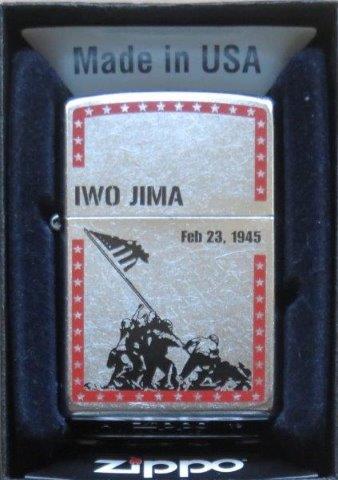 Made in USA
IWO JIMA
Feb 23, 1945
zippo